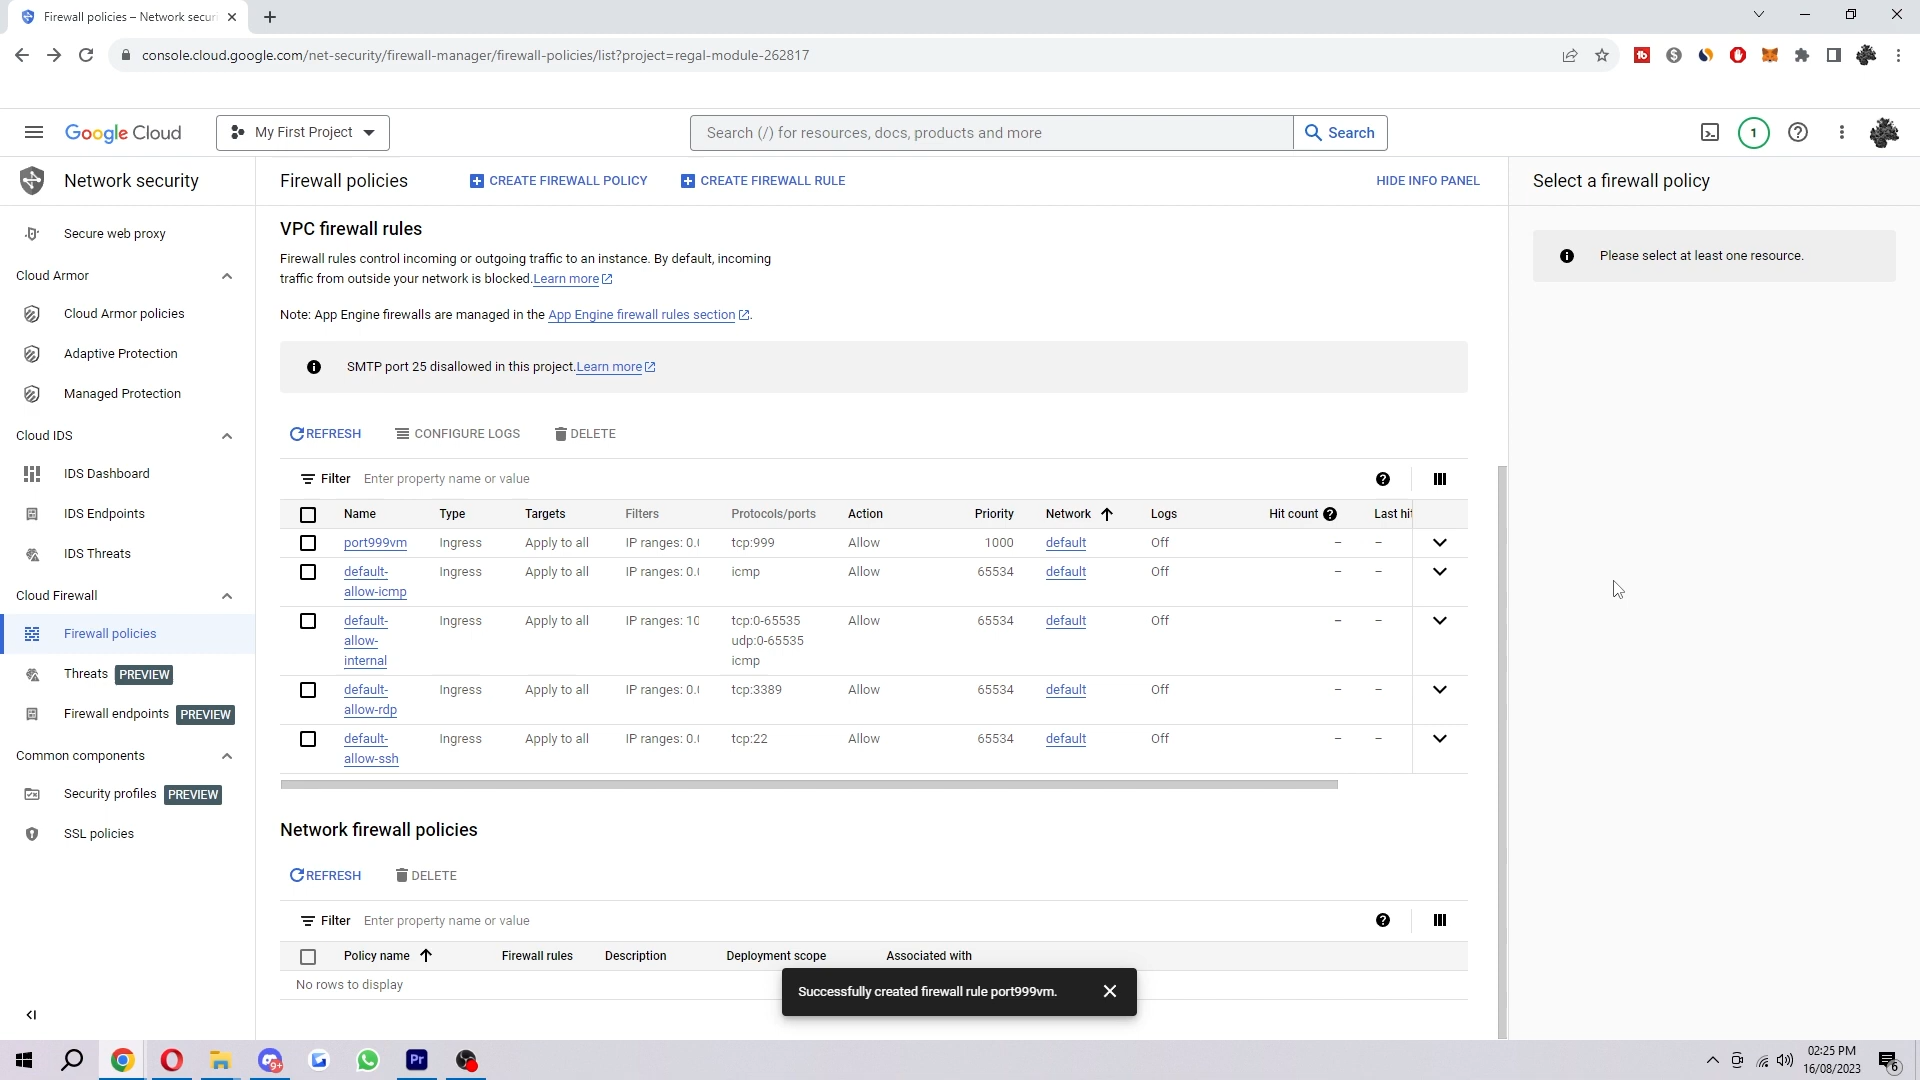 Firewall policies – Network secur
console.cloud.google.com/net-security/firewall-manager/firewall-policies/list?project=regal-module-262817
Google Cloud
My First Project
Search (/) for resources, docs, products and more
Search
1
Network security
Firewall policies
CREATE FIREWALL POLICY
CREATE FIREWALL RULE
HIDE INFO PANEL
Select a firewall policy
Please select at least one resource.
Secure web proxy
Cloud Armor
Cloud Armor policies
Adaptive Protection
Managed Protection
Cloud IDS
IDS Dashboard
IDS Endpoints
IDS Threats
Cloud Firewall
Firewall policies
Threats PREVIEW
Firewall endpoints PREVIEW
Common components
Security profiles PREVIEW
SSL policies
VPC firewall rules
Firewall rules control incoming or outgoing traffic to an instance. By default, incoming
traffic from outside your network is blocked.Learn more
Note: App Engine firewalls are managed in the App Engine firewall rules section.
SMTP port 25 disallowed in this project.Learn more
REFRESH CONFIGURE LOGS DELETE
Filter Enter property name or value
Name Type Targets Filters Protocols/ports Action Priority Network Logs Hit count Last hit
port999vm Ingress Apply to all IP ranges: 0.( tcp:999 Allow 1000 default Off – –
default- Ingress Apply to all IP ranges: 0.( icmp Allow 65534 default Off – –
allow-icmp
default- Ingress Apply to all IP ranges: 10 tcp:0-65535 Allow 65534 default Off – –
allow- udp:0-65535
internal icmp
default- Ingress Apply to all IP ranges: 0.( tcp:3389 Allow 65534 default Off – –
allow-rdp
default- Ingress Apply to all IP ranges: 0.( tcp:22 Allow 65534 default Off – –
allow-ssh
Network firewall policies
REFRESH DELETE
Filter Enter property name or value
Policy name Firewall rules Description Deployment scope Associated with
No rows to display
Successfully created firewall rule port999vm.
9+
Pr
02:25 PM
16/08/2023
6